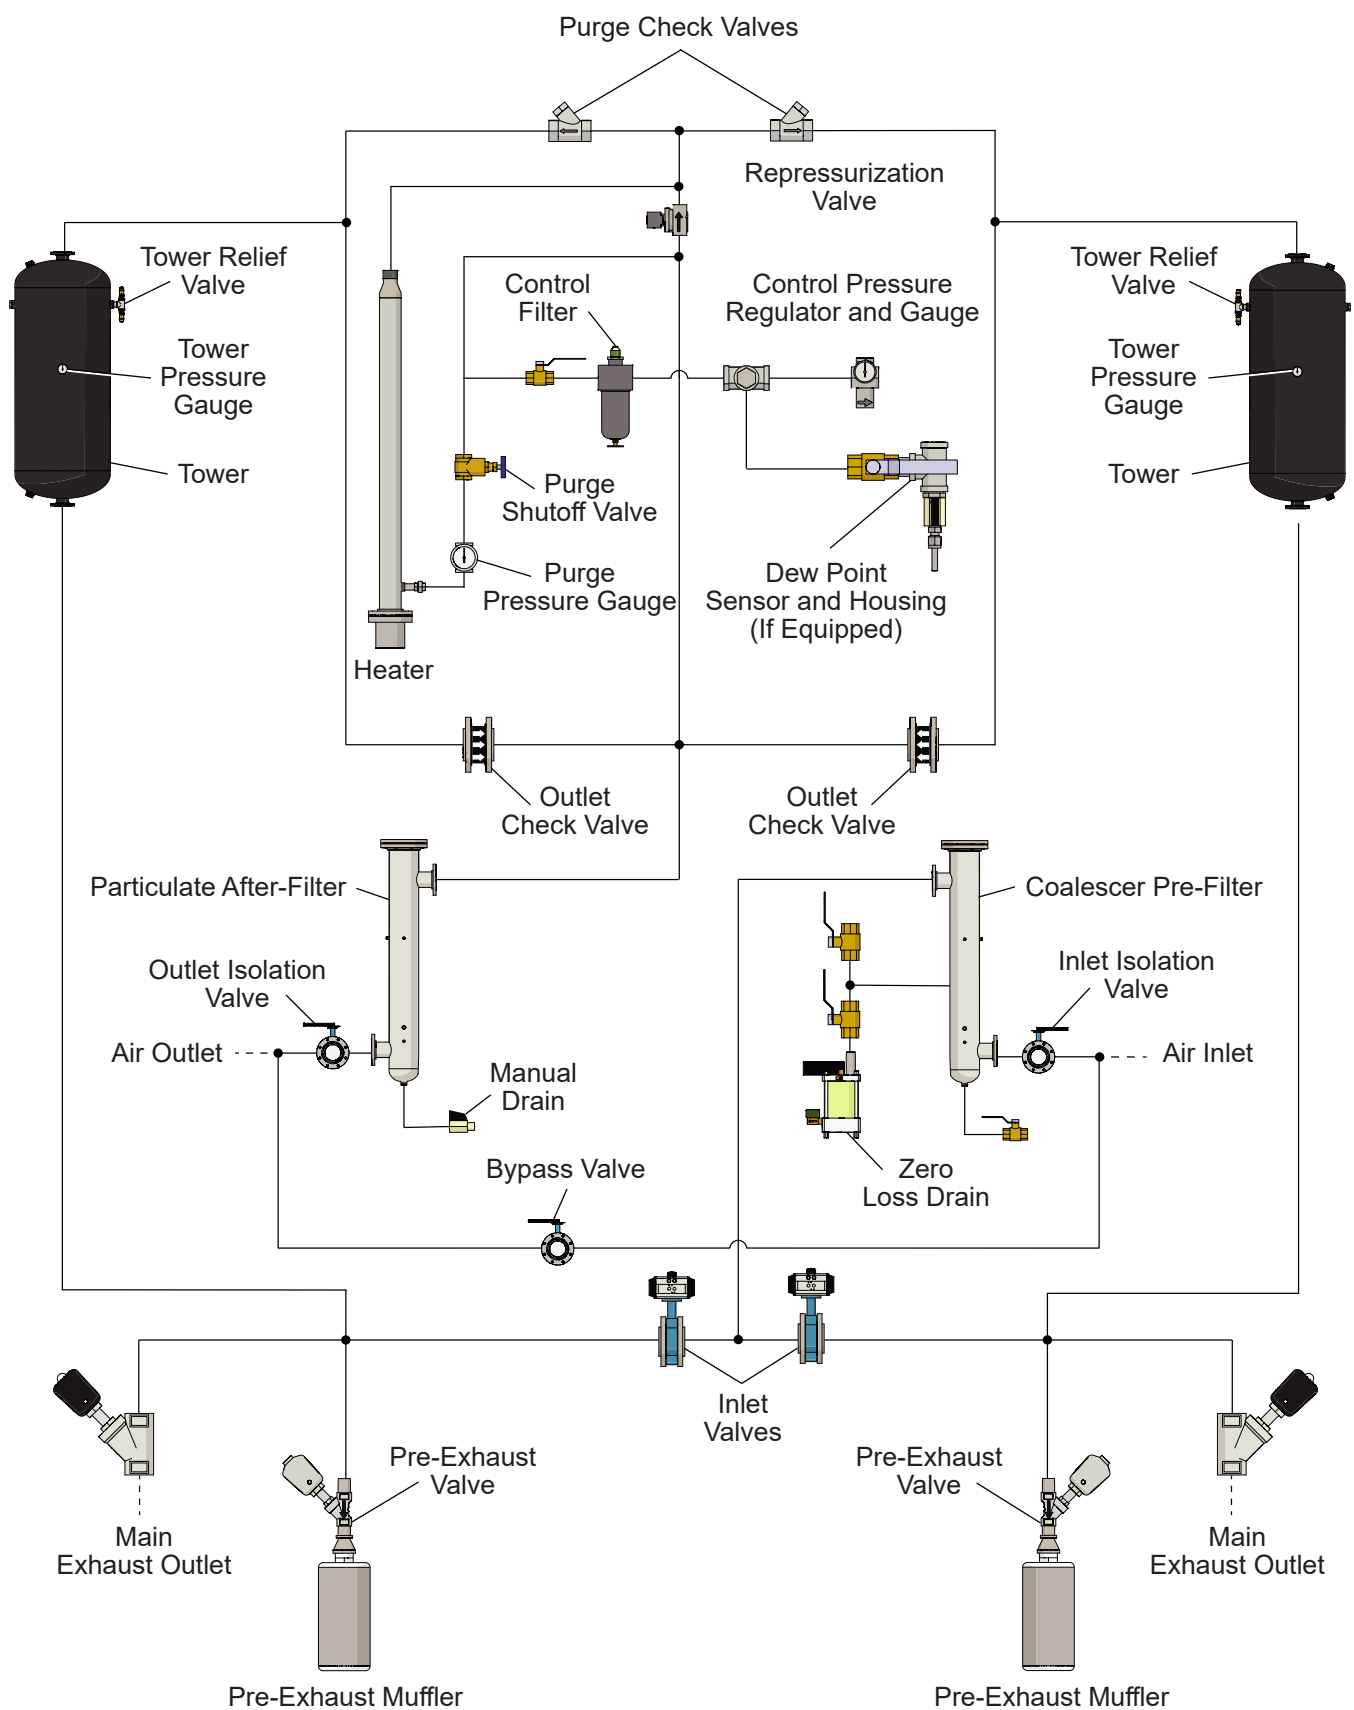 Purge Check Valves
Repressurization
Valve
Tower Relief
Valve
Control
Filter
Control Pressure
Regulator and Gauge
Tower Relief
Valve
Tower
Pressure
Gauge
Tower
Pressure
Gauge
Tower
Tower
Purge
Shutoff Valve
Purge
Pressure Gauge
Dew Point
Sensor and Housing
(If Equipped)
Heater
Outlet
Check Valve
Outlet
Check Valve
Particulate After-Filter
Coalescer Pre-Filter
Outlet Isolation
Valve
Inlet Isolation
Valve
Air Outlet
Air Inlet
Manual
Drain
Bypass Valve
Zero
Loss Drain
Inlet
Valves
Pre-Exhaust
Valve
Pre-Exhaust
Valve
Main
Exhaust Outlet
Main
Exhaust Outlet
Pre-Exhaust Muffler
Pre-Exhaust Muffler